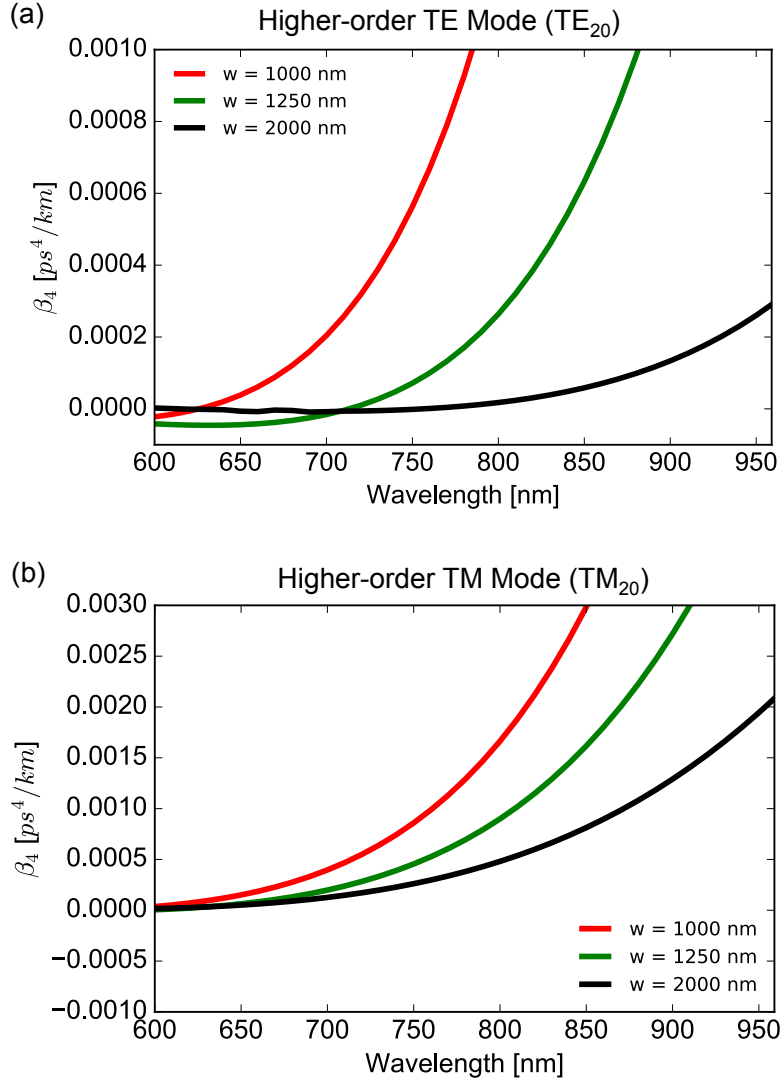 (a)
Higher-order TE Mode (TE₂₀)
0.0010
0.0008
0.0006
0.0004
0.0002
0.0000
β₄ [ps⁴/km]
w = 1000 nm
w = 1250 nm
w = 2000 nm
600 650 700 750 800 850 900 950
Wavelength [nm]
(b)
Higher-order TM Mode (TM₂₀)
0.0030
0.0025
0.0020
0.0015
0.0010
0.0005
0.0000
−0.0005
−0.0010
β₄ [ps⁴/km]
w = 1000 nm
w = 1250 nm
w = 2000 nm
600 650 700 750 800 850 900 950
Wavelength [nm]